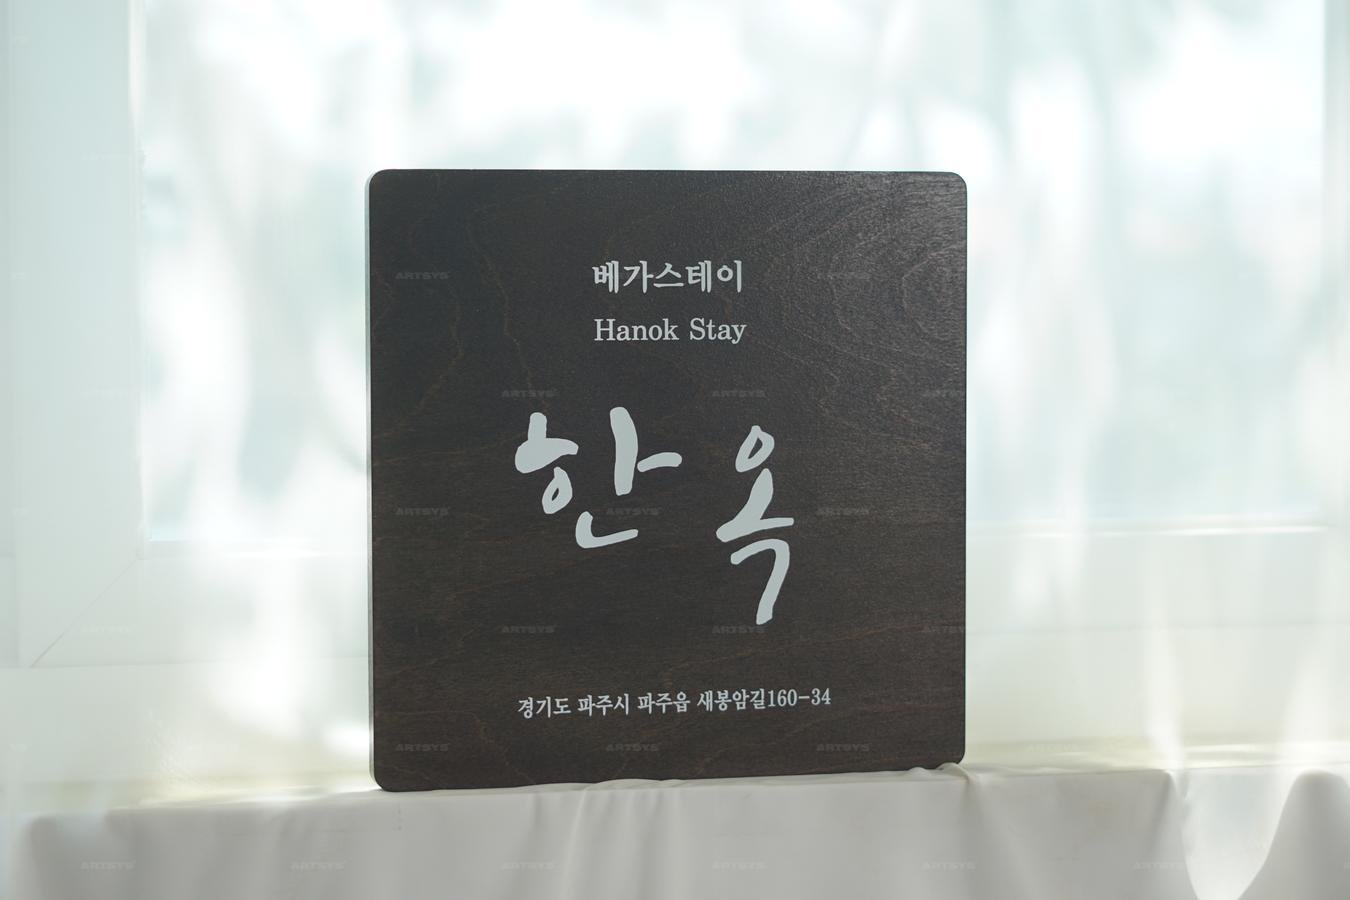 베가스테이
Hanok Stay
한옥
경기도 파주시 파주읍 새봉암길160-34
ARTSYS